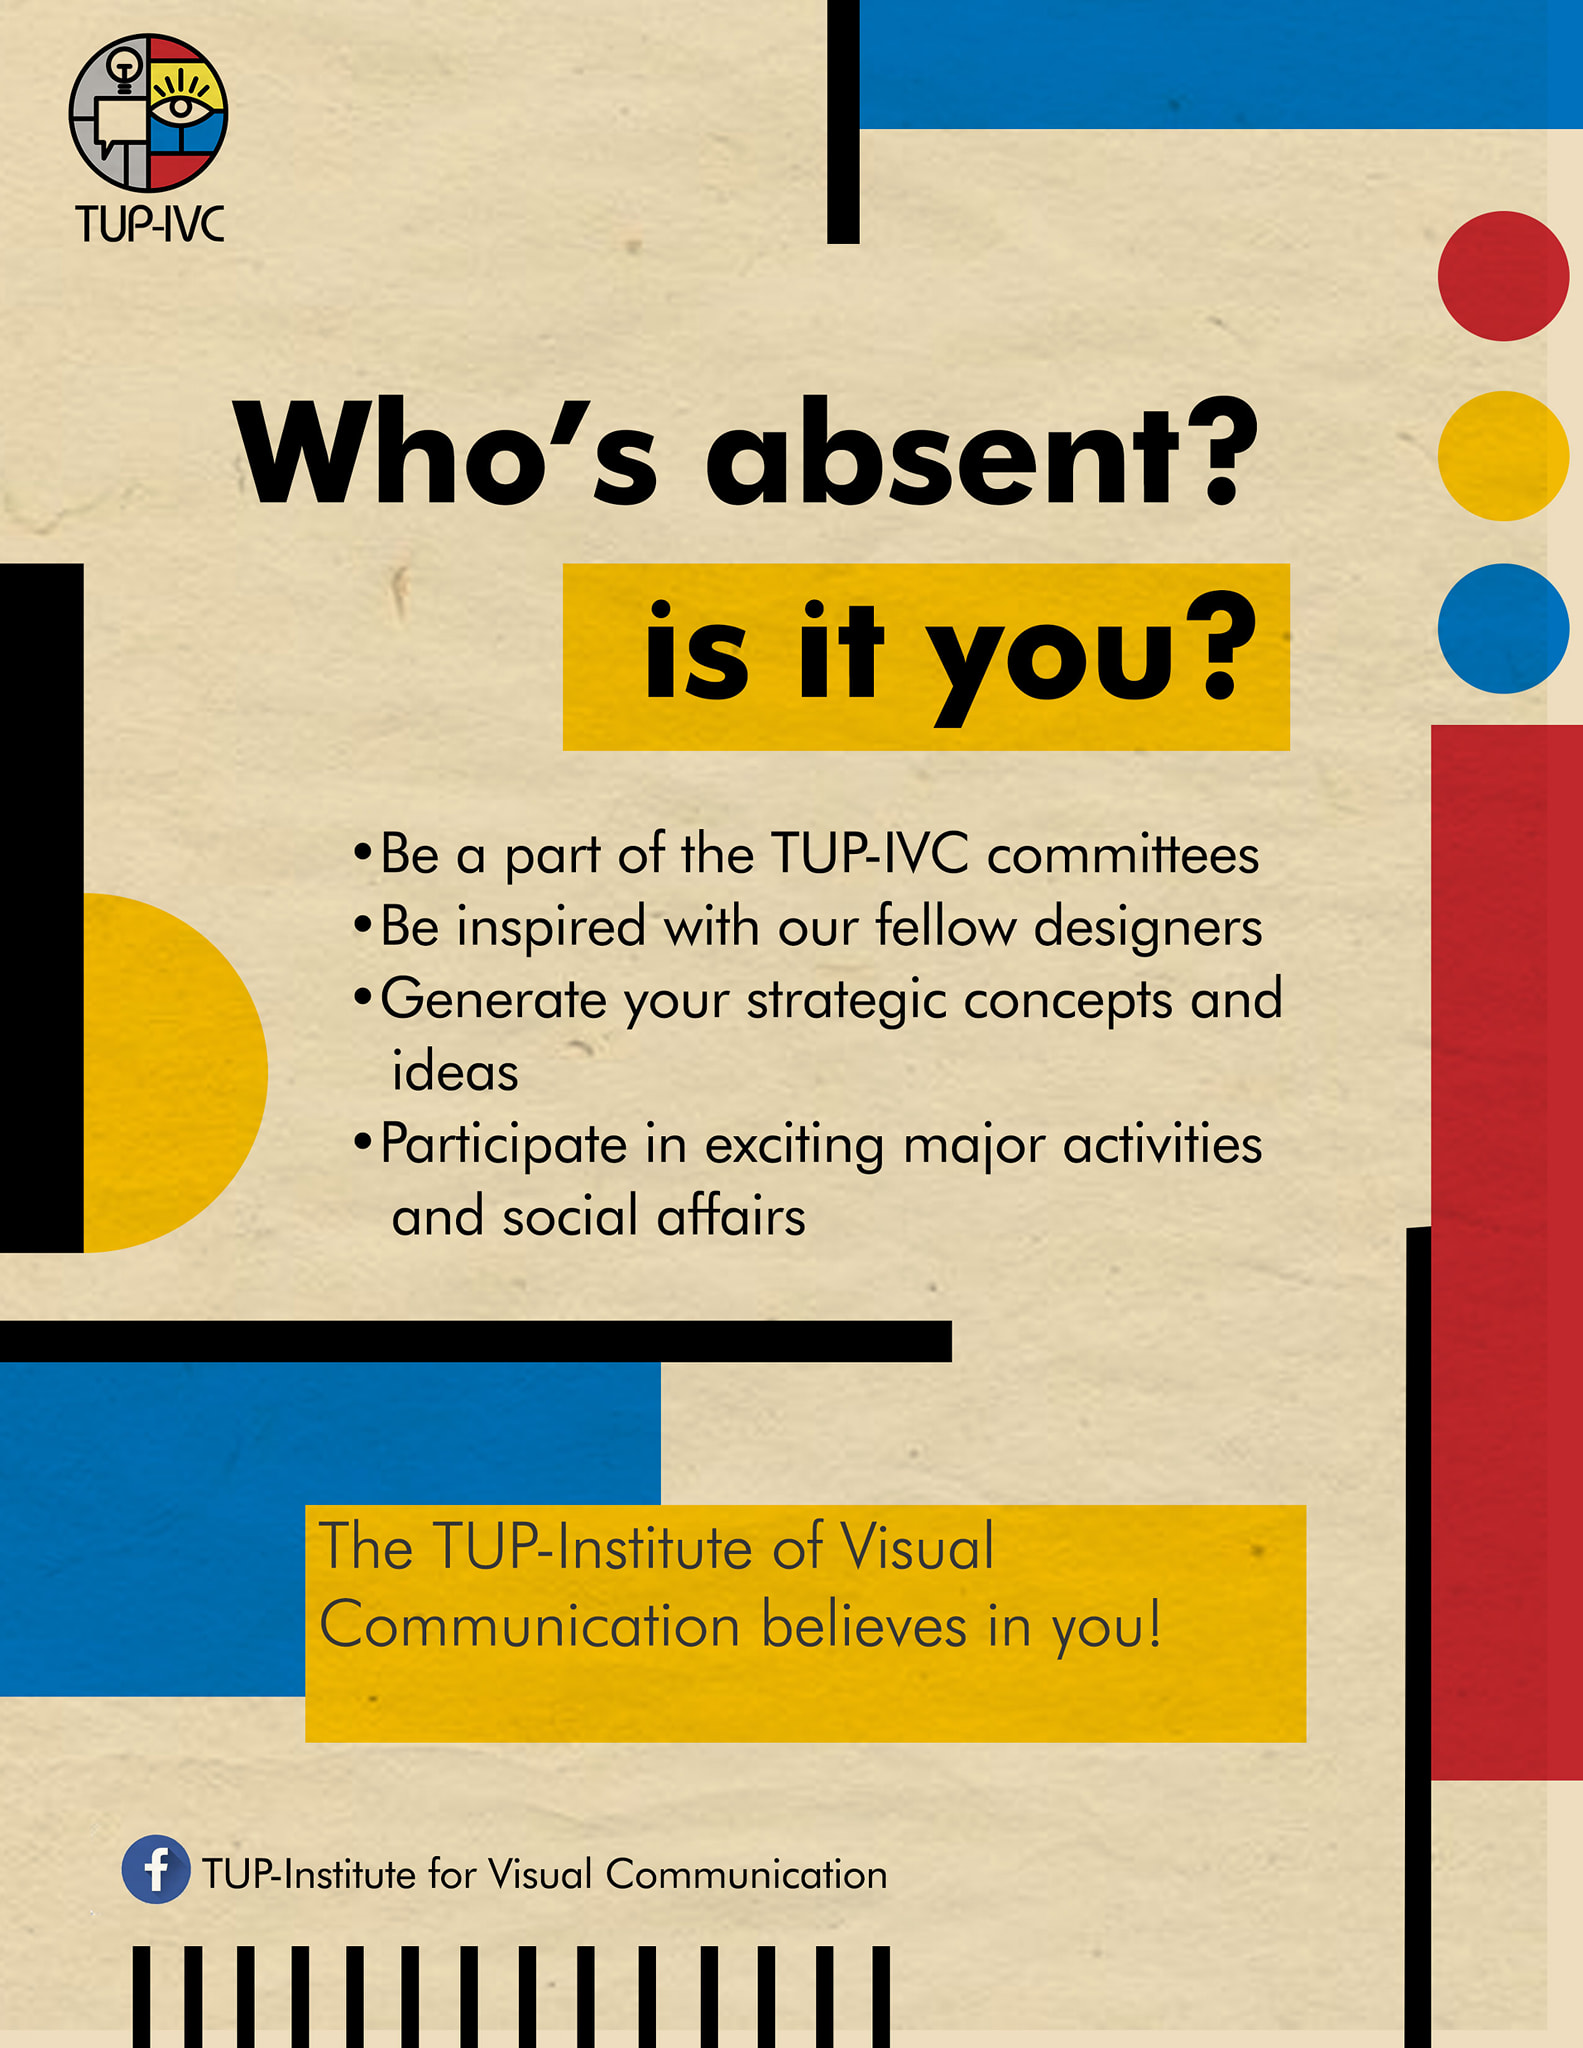 TUP-IVC
Who's absent?
is it you?
•Be a part of the TUP-IVC committees
•Be inspired with our fellow designers
•Generate your strategic concepts and
ideas
•Participate in exciting major activities
and social affairs
The TUP-Institute of Visual
Communication believes in you!
f TUP-Institute for Visual Communication